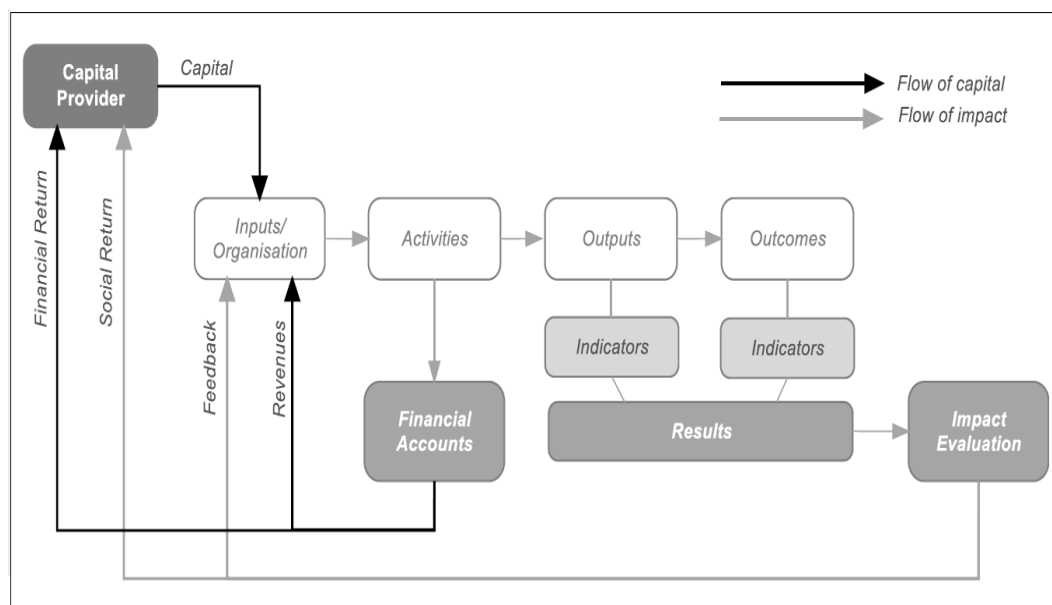 Capital
Provider
Capital
Flow of capital
Flow of impact
Financial Return
Social Return
Inputs/
Organisation
Activities
Outputs
Outcomes
Feedback
Revenues
Indicators
Indicators
Financial
Accounts
Results
Impact
Evaluation